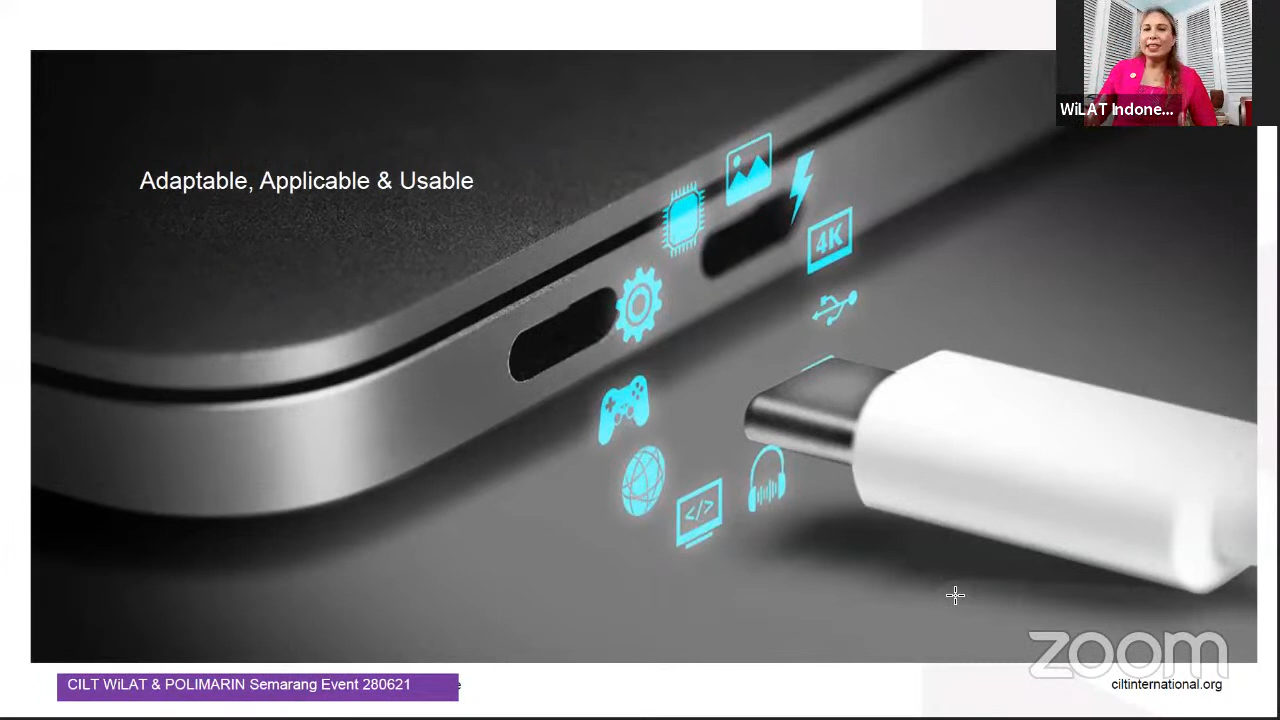 WiLAT Indone...
Adaptable, Applicable & Usable
4K
</>
zoom
CILT WiLAT & POLIMARIN Semarang Event 280621
ciltinternational.org